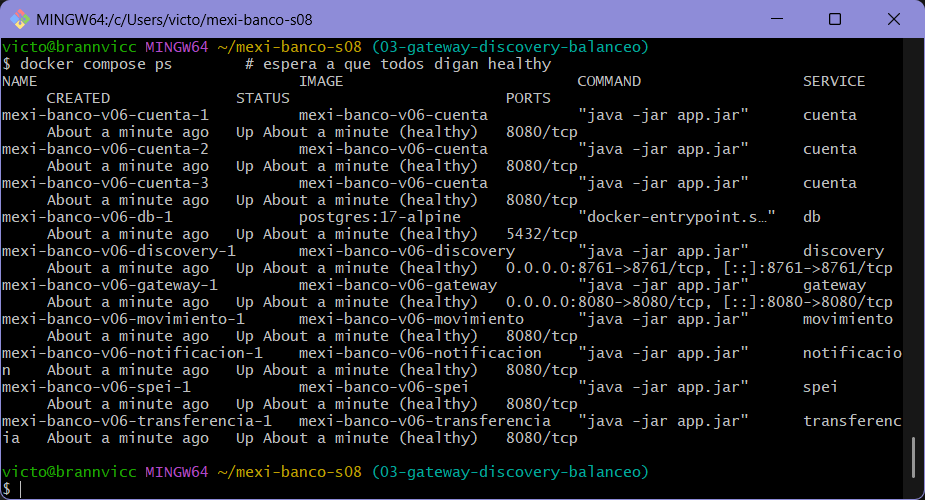 MINGW64:/c/Users/victo/mexi-banco-s08
victo@brannvicc MINGW64 ~/mexi-banco-s08 (03-gateway-discovery-balanceo)
$ docker compose ps        # espera a que todos digan healthy
NAME                             IMAGE                          COMMAND                  SERVICE
     CREATED              STATUS                        PORTS
mexi-banco-v06-cuenta-1          mexi-banco-v06-cuenta          "java -jar app.jar"      cuenta
     About a minute ago   Up About a minute (healthy)   8080/tcp
mexi-banco-v06-cuenta-2          mexi-banco-v06-cuenta          "java -jar app.jar"      cuenta
     About a minute ago   Up About a minute (healthy)   8080/tcp
mexi-banco-v06-cuenta-3          mexi-banco-v06-cuenta          "java -jar app.jar"      cuenta
     About a minute ago   Up About a minute (healthy)   8080/tcp
mexi-banco-v06-db-1              postgres:17-alpine             "docker-entrypoint.s…"   db
     About a minute ago   Up About a minute (healthy)   5432/tcp
mexi-banco-v06-discovery-1       mexi-banco-v06-discovery       "java -jar app.jar"      discovery
     About a minute ago   Up About a minute (healthy)   0.0.0.0:8761->8761/tcp, [::]:8761->8761/tcp
mexi-banco-v06-gateway-1         mexi-banco-v06-gateway         "java -jar app.jar"      gateway
     About a minute ago   Up About a minute (healthy)   0.0.0.0:8080->8080/tcp, [::]:8080->8080/tcp
mexi-banco-v06-movimiento-1      mexi-banco-v06-movimiento      "java -jar app.jar"      movimiento
     About a minute ago   Up About a minute (healthy)   8080/tcp
mexi-banco-v06-notificacion-1    mexi-banco-v06-notificacion    "java -jar app.jar"      notificacio
n    About a minute ago   Up About a minute (healthy)   8080/tcp
mexi-banco-v06-spei-1            mexi-banco-v06-spei            "java -jar app.jar"      spei
     About a minute ago   Up About a minute (healthy)   8080/tcp
mexi-banco-v06-transferencia-1   mexi-banco-v06-transferencia   "java -jar app.jar"      transferenc
ia   About a minute ago   Up About a minute (healthy)   8080/tcp
victo@brannvicc MINGW64 ~/mexi-banco-s08 (03-gateway-discovery-balanceo)
$